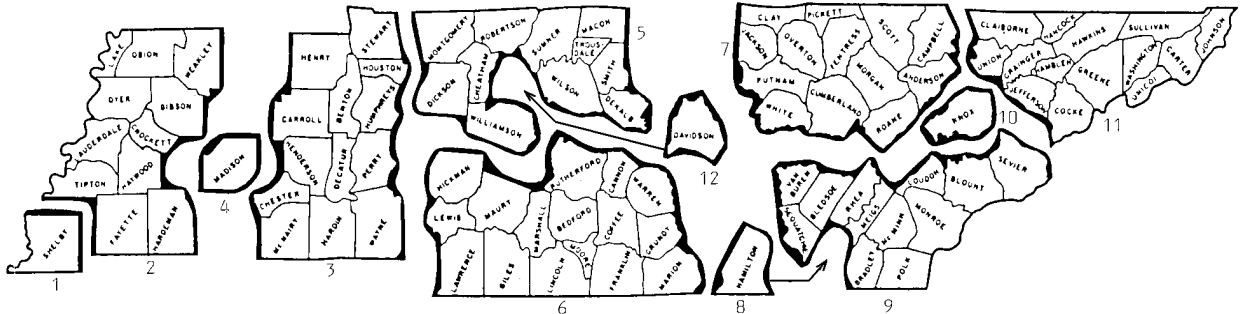 LAKE
OBION
WEAKLEY
DYER
GIBSON
LAUDERDALE
CROCKETT
TIPTON
HAYWOOD
FAYETTE
HARDEMAN
SHELBY
1
2
MADISON
4
STEWART
HENRY
HOUSTON
BENTON
HUMPHREYS
CARROLL
HENDERSON
DECATUR
PERRY
CHESTER
MCNAIRY
HARDIN
WAYNE
3
MONTGOMERY
ROBERTSON
SUMNER
MACON
TROUS-
DALE
SMITH
DICKSON
CHEATHAM
WILSON
DEKALB
WILLIAMSON
5
DAVIDSON
12
HICKMAN
RUTHERFORD
CANNON
WARREN
LEWIS
MAURY
MARSHALL
BEDFORD
COFFEE
GRUNDY
MOORE
LAWRENCE
GILES
LINCOLN
FRANKLIN
MARION
6
7
CLAY
PICKETT
SCOTT
CAMPBELL
JACKSON
OVERTON
FENTRESS
MORGAN
ANDERSON
PUTNAM
CUMBERLAND
WHITE
ROANE
HAMILTON
8
VAN
BUREN
BLEDSOE
SEQUATCHIE
RHEA
MEIGS
LOUDON
BLOUNT
SEVIER
MCMINN
MONROE
BRADLEY
POLK
9
KNOX
10
CLAIBORNE
HANCOCK
HAWKINS
SULLIVAN
UNION
GRAINGER
HAMBLEN
GREENE
WASHINGTON
CARTER
JOHNSON
UNICOI
JEFFERSON
COCKE
11